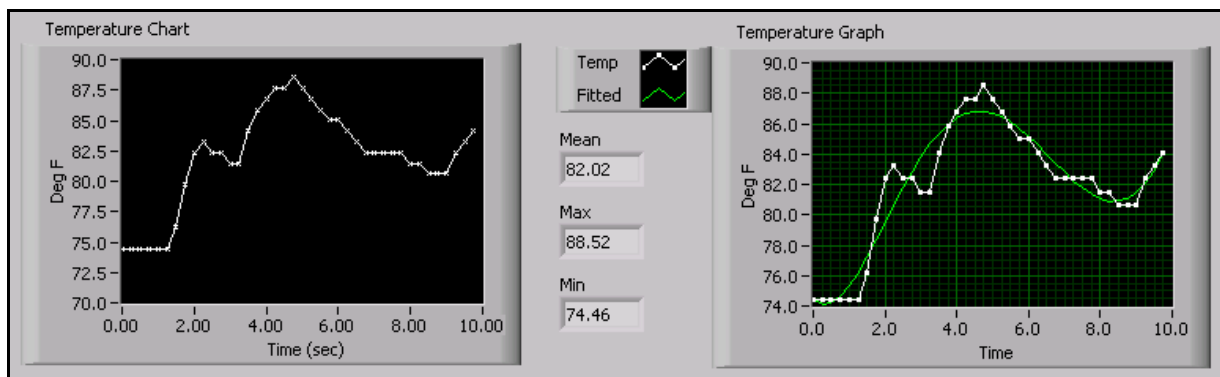 Temperature Chart
Deg F
90.0
87.5
85.0
82.5
80.0
77.5
75.0
72.5
70.0
0.00 2.00 4.00 6.00 8.00 10.00
Time (sec)
Temp
Fitted
Mean
82.02
Max
88.52
Min
74.46
Temperature Graph
Deg F
90.0
88.0
86.0
84.0
82.0
80.0
78.0
76.0
74.0
0.0 2.0 4.0 6.0 8.0 10.0
Time